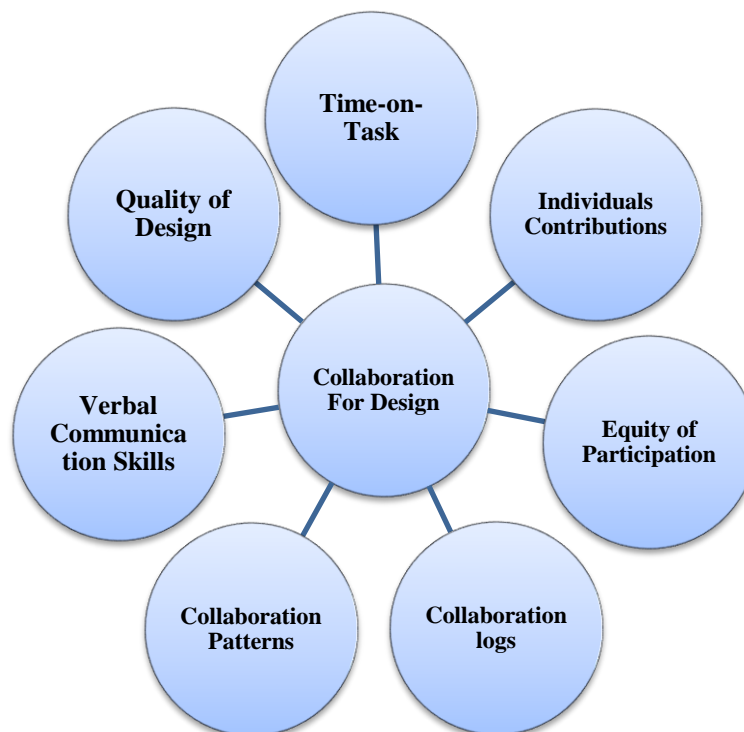 Time-on-
Task
Individuals
Contributions
Equity of
Participation
Collaboration
logs
Collaboration
Patterns
Verbal
Communica
tion Skills
Quality of
Design
Collaboration
For Design